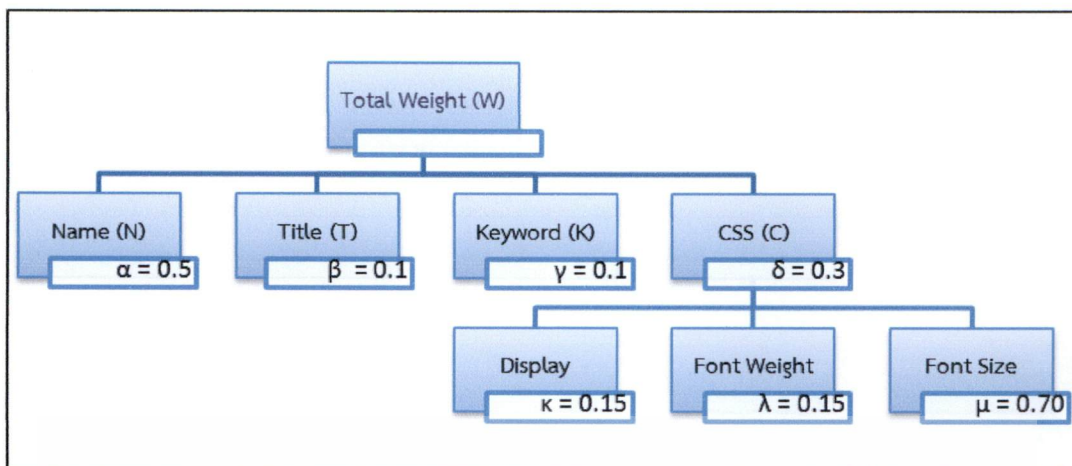 Total Weight (W)
Name (N)
α = 0.5
Title (T)
β = 0.1
Keyword (K)
γ = 0.1
CSS (C)
δ = 0.3
Display
κ = 0.15
Font Weight
λ = 0.15
Font Size
μ = 0.70